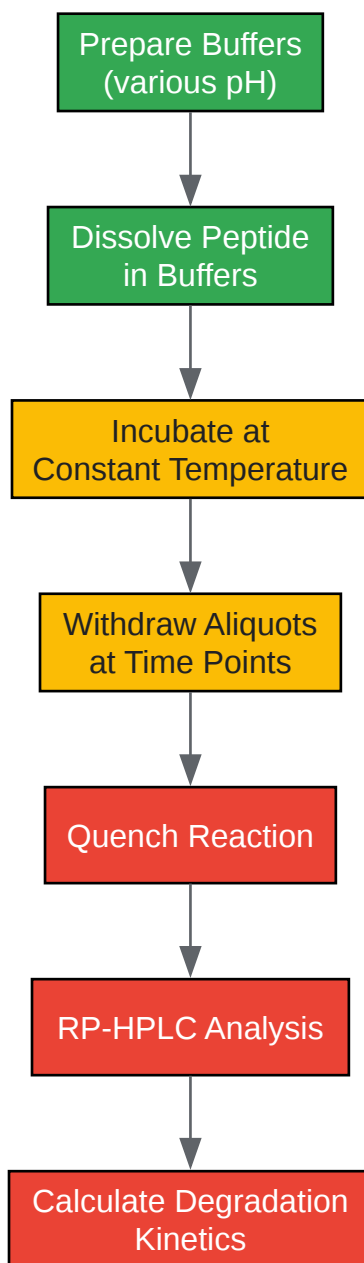 Prepare Buffers
(various pH)
Dissolve Peptide
in Buffers
Incubate at
Constant Temperature
Withdraw Aliquots
at Time Points
Quench Reaction
RP-HPLC Analysis
Calculate Degradation
Kinetics